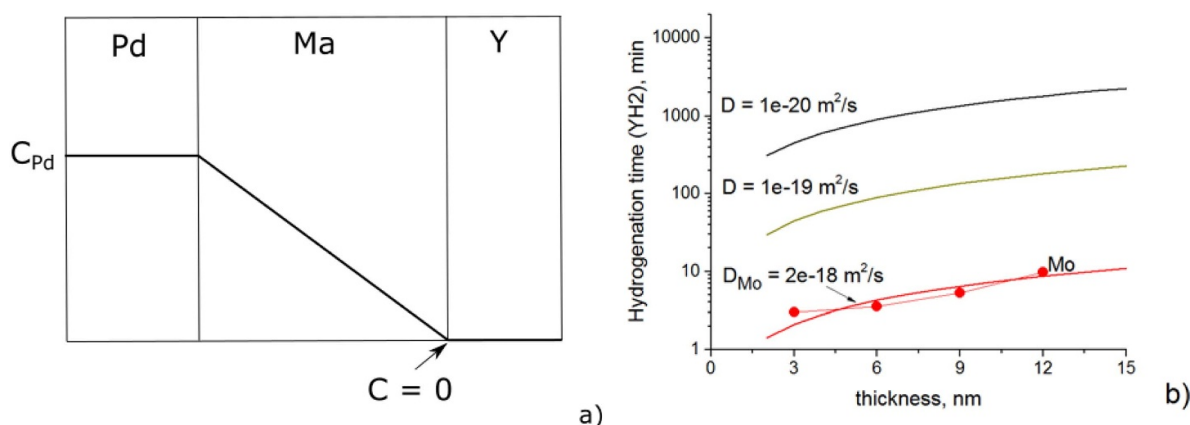 Pd
Ma
Y
C_Pd
C = 0
a)
Hydrogenation time (YH2), min
10000
1000
100
10
1
D = 1e-20 m²/s
D = 1e-19 m²/s
D_Mo = 2e-18 m²/s
Mo
0
3
6
9
12
15
thickness, nm
b)